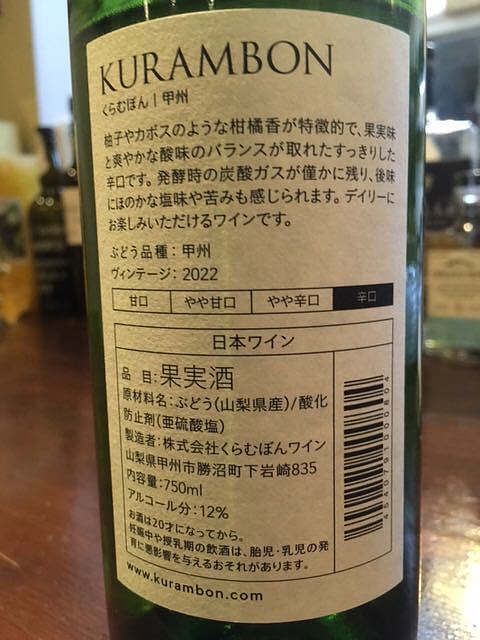 KURAMBON
くらむぼん | 甲州
柚子やカボスのような柑橘香が特徴的で、果実味
と爽やかな酸味のバランスが取れたすっきりした
辛口です。発酵時の炭酸ガスが僅かに残り、後味
にほのかな塩味や苦みも感じられます。デイリーに
お楽しみいただけるワインです。
ぶどう品種：甲州
ヴィンテージ：2022
甘口 やや甘口 やや辛口 辛口
日本ワイン
品 目：果実酒
原材料名：ぶどう(山梨県産)/酸化
防止剤(亜硫酸塩)
製造者：株式会社くらむぼんワイン
山梨県甲州市勝沼町下岩崎835
内容量：750ml
アルコール分：12%
お酒は20才になってから。
妊娠中や授乳期の飲酒は、胎児・乳児の発
育に悪影響を与えるおそれがあります。
4540791000804
www.kurambon.com